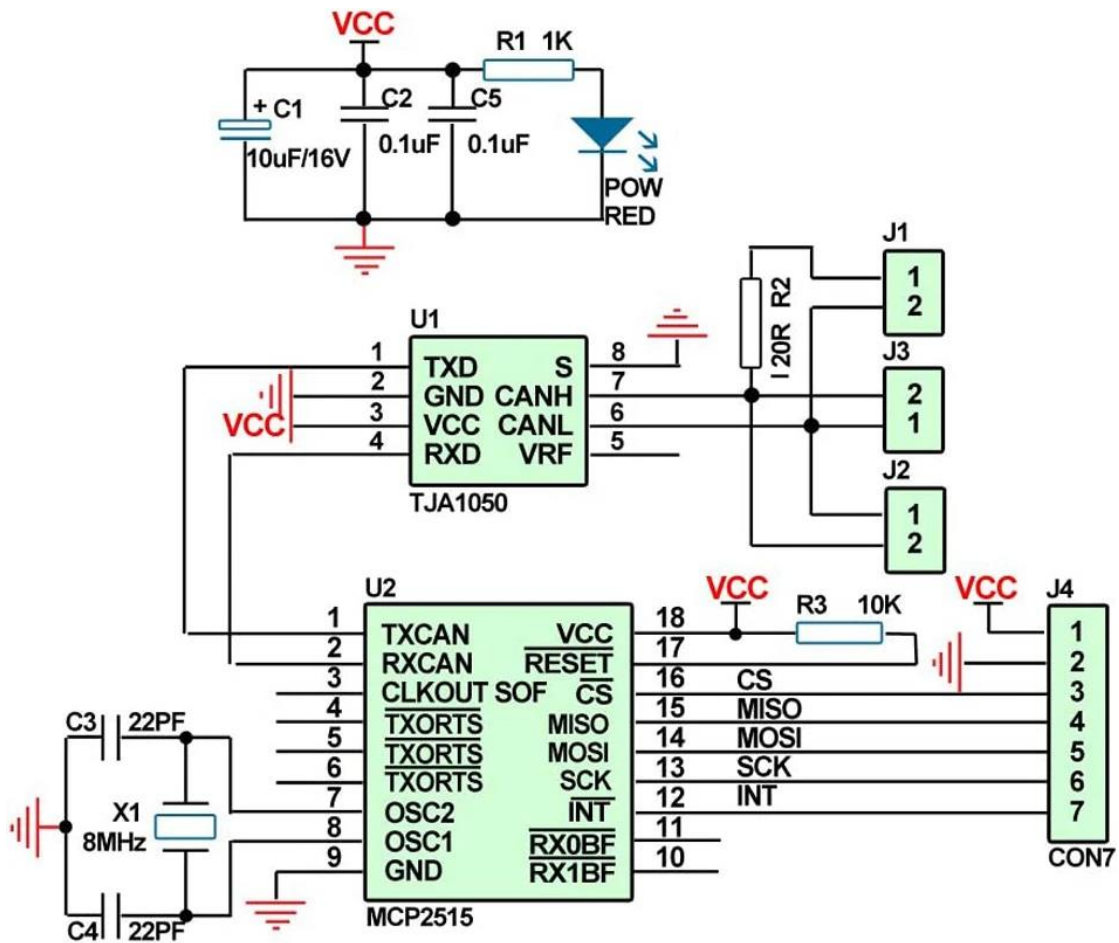 VCC
R1 1K
+ C1
C2
C5
10uF/16V
0.1uF
0.1uF
POW
RED
J1
1
2
R2
120R
U1
1 TXD S 8
2 GND CANH 7
VCC 3 VCC CANL 6
4 RXD VRF 5
TJA1050
J3
2
1
J2
1
2
U2
VCC
R3 10K
VCC
J4
1 TXCAN VCC 18
2 RXCAN RESET 17
3 CLKOUT SOF CS 16
4 TXORTS MISO 15
5 TXORTS MOSI 14
6 TXORTS SCK 13
7 OSC2 INT 12
8 OSC1 RX0BF 11
9 GND RX1BF 10
MCP2515
CS
MISO
MOSI
SCK
INT
1
2
3
4
5
6
7
CON7
C3 22PF
X1
8MHz
C4 22PF